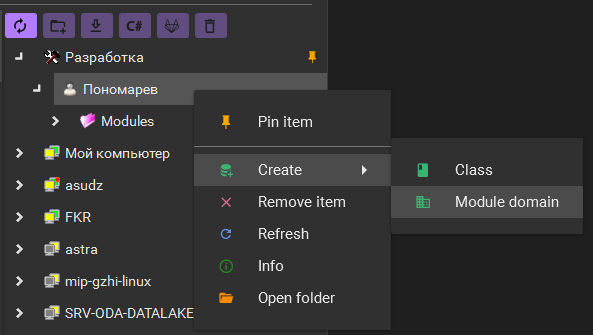 C#
Разработка
Пономарев
Modules
Мой компьютер
asudz
FKR
astra
mip-gzhi-linux
SRV-ODA-DATALAKE
Pin item
Create
Remove item
Refresh
Info
Open folder
Class
Module domain